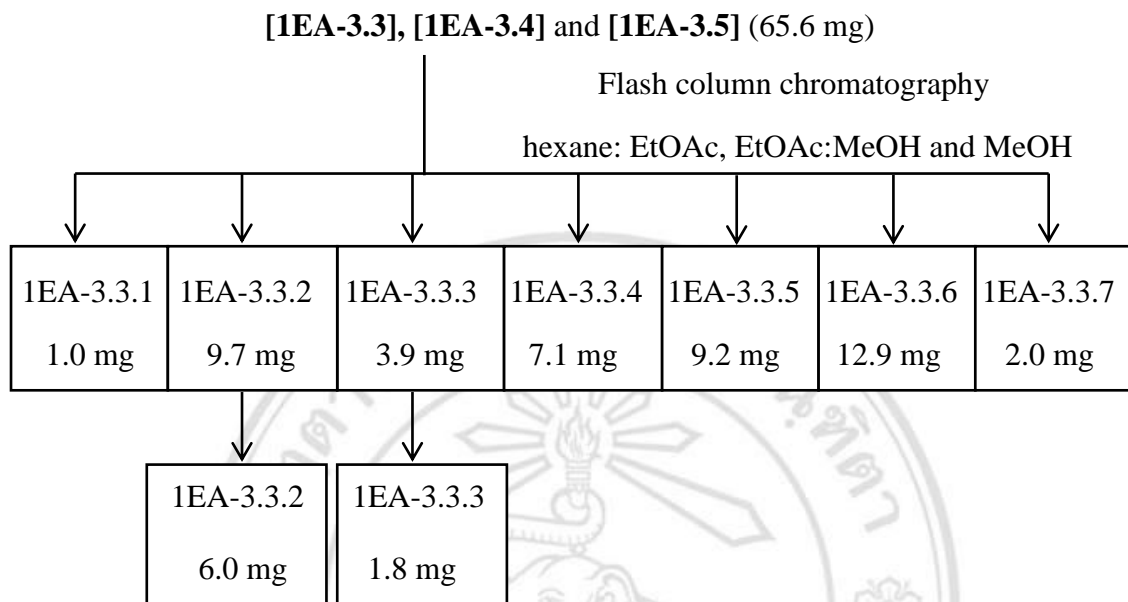 [1EA-3.3], [1EA-3.4] and [1EA-3.5] (65.6 mg)
Flash column chromatography
hexane: EtOAc, EtOAc:MeOH and MeOH
1EA-3.3.1 1EA-3.3.2 1EA-3.3.3 1EA-3.3.4 1EA-3.3.5 1EA-3.3.6 1EA-3.3.7
1.0 mg 9.7 mg 3.9 mg 7.1 mg 9.2 mg 12.9 mg 2.0 mg
1EA-3.3.2 1EA-3.3.3
6.0 mg 1.8 mg